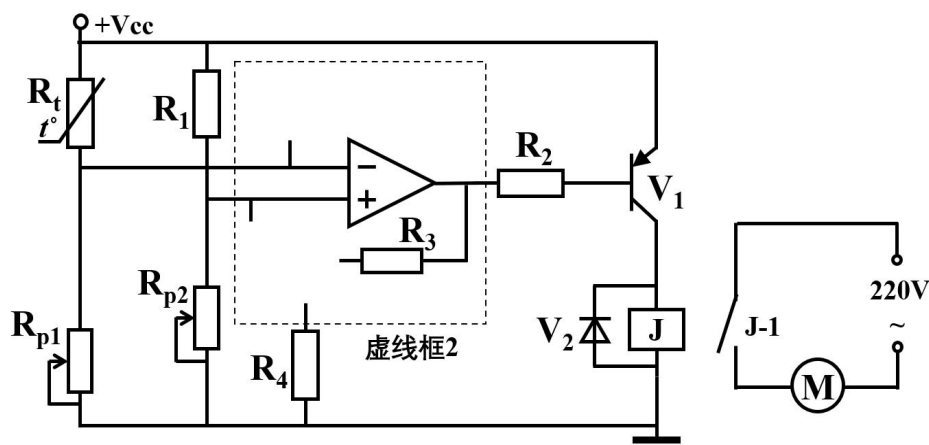 +Vcc
Rt
t°
R1
R2
V1
R3
Rp1
Rp2
R4
虚线框2
V2
J
J-1
220V
~
M
−
+